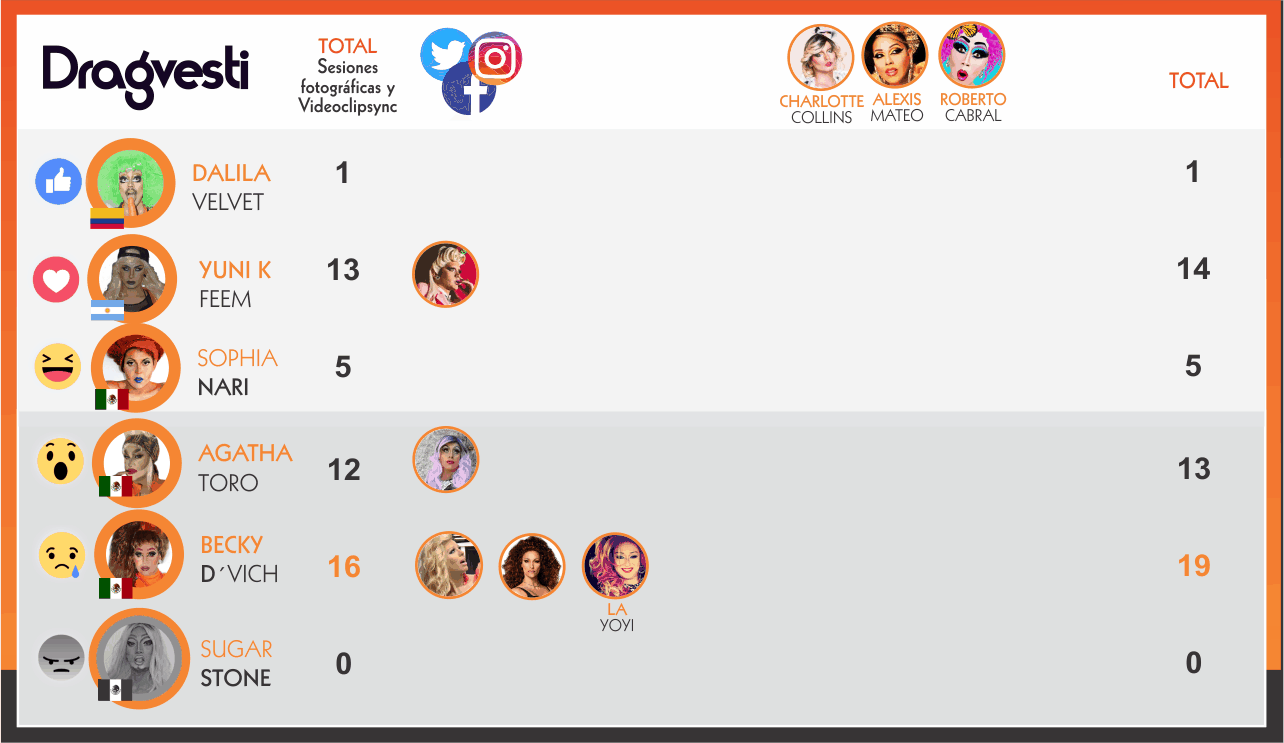 Dragvesti
TOTAL
Sesiones
fotográficas y
Videoclipsync
CHARLOTTE
COLLINS
ALEXIS
MATEO
ROBERTO
CABRAL
TOTAL
DALILA
VELVET
1
1
YUNI K
FEEM
13
14
SOPHIA
NARI
5
5
AGATHA
TORO
12
13
BECKY
D´VICH
16
LA
YOYI
19
SUGAR
STONE
0
0